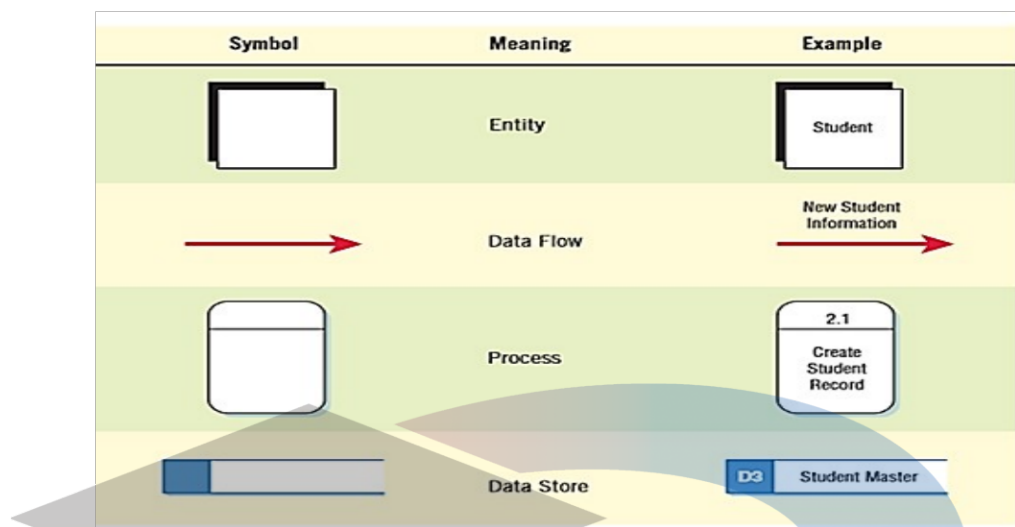 Symbol Meaning Example
Entity
Student
Data Flow
New Student
Information
Process
2.1
Create
Student
Record
Data Store
D3 Student Master